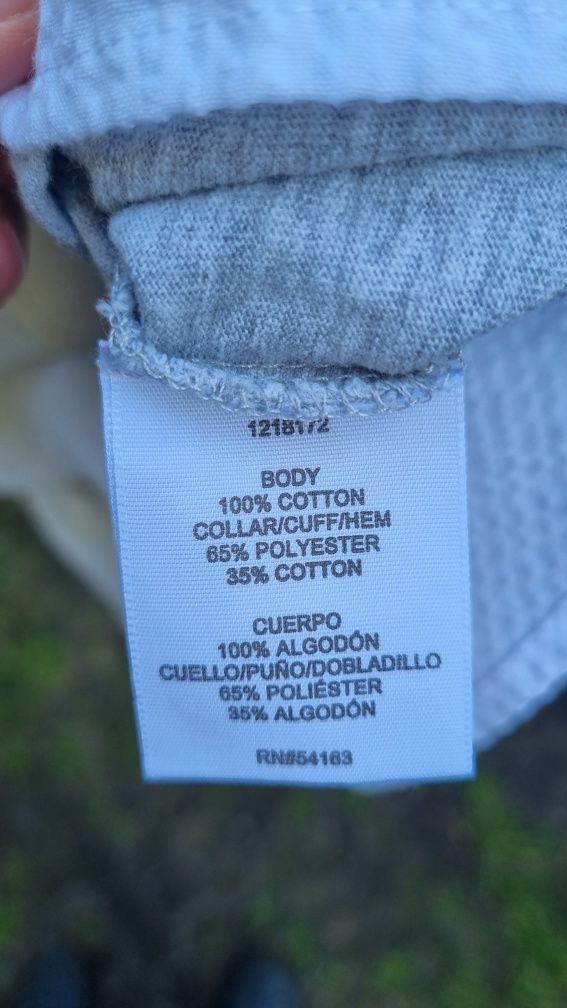 1218172
BODY
100% COTTON
COLLAR/CUFF/HEM
65% POLYESTER
35% COTTON
CUERPO
100% ALGODÓN
CUELLO/PUÑO/DOBLADILLO
65% POLIÉSTER
35% ALGODÓN
RN#54163